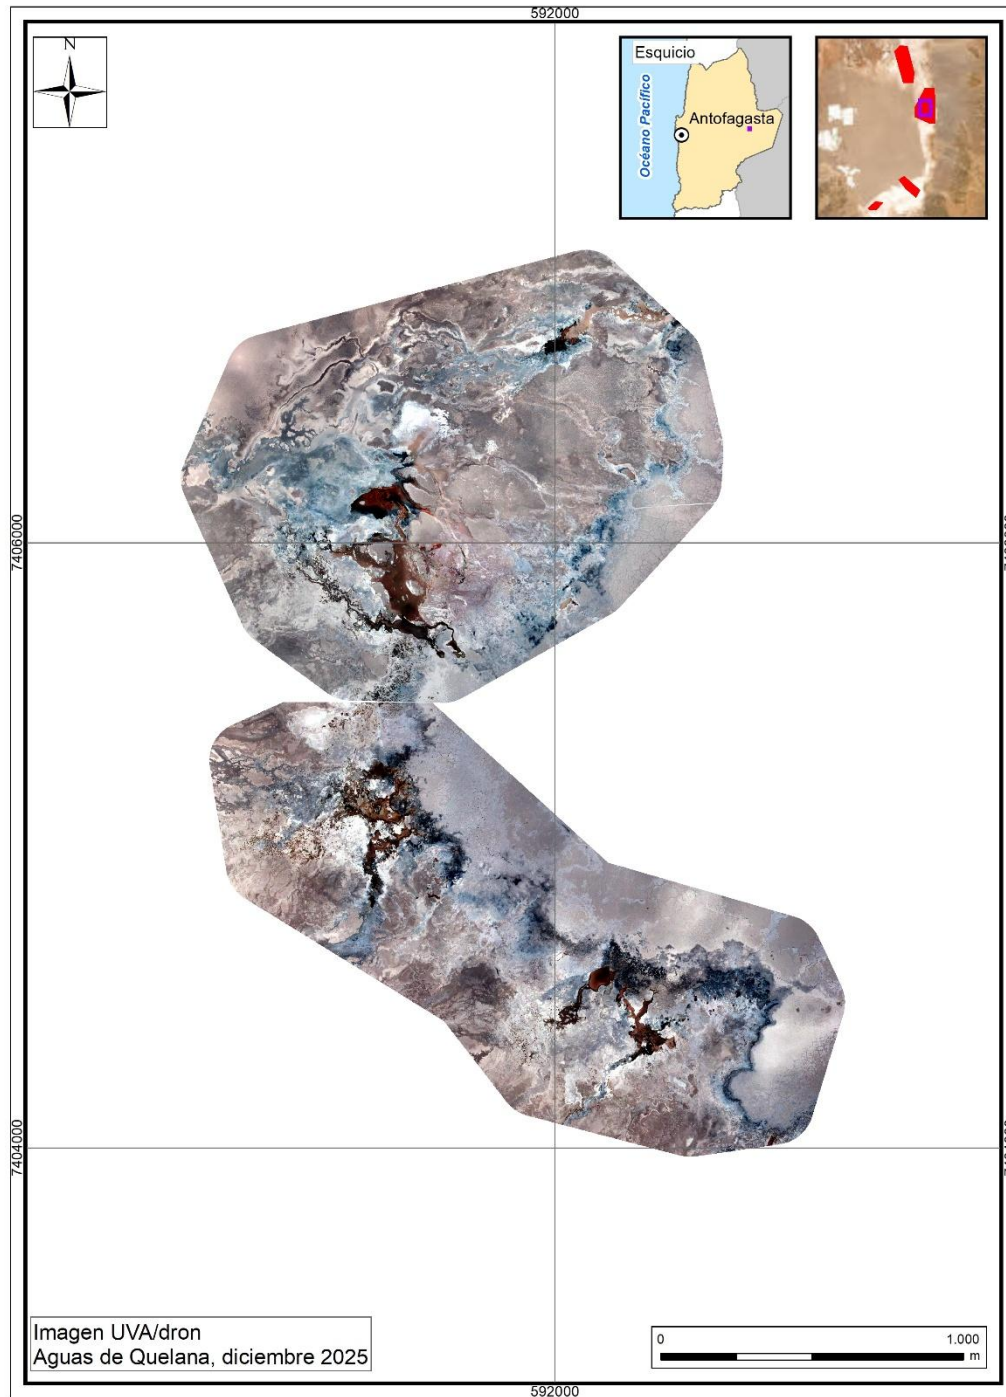 592000
N
Esquicio
Océano Pacífico
Antofagasta
7406000
7404000
Imagen UVA/dron
Aguas de Quelana, diciembre 2025
0 1.000
m
592000